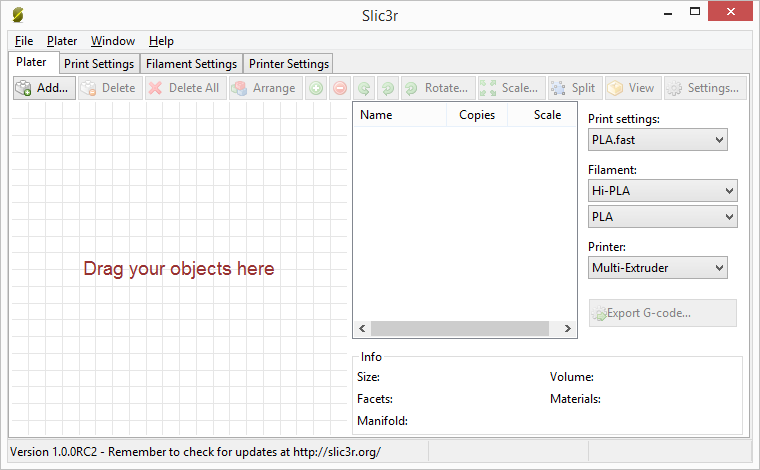 Slic3r
File Plater Window Help
Plater Print Settings Filament Settings Printer Settings
Add... Delete Delete All Arrange Rotate... Scale... Split View Settings...
Name Copies Scale
Print settings:
PLA.fast
Filament:
Hi-PLA
PLA
Drag your objects here
Printer:
Multi-Extruder
Export G-code...
Info
Size: Volume:
Facets: Materials:
Manifold:
Version 1.0.0RC2 - Remember to check for updates at http://slic3r.org/